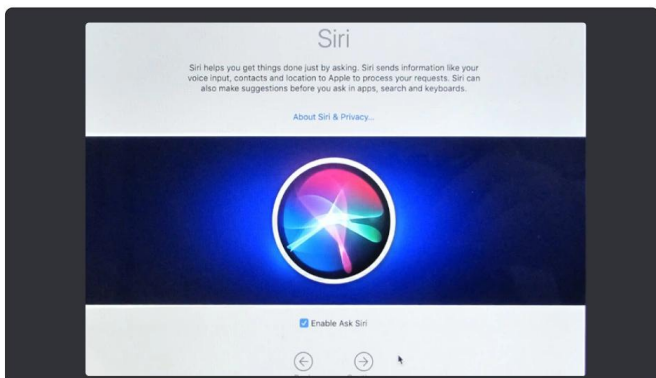 Siri
Siri helps you get things done just by asking. Siri sends information like your
voice input, contacts and location to Apple to process your requests. Siri can
also make suggestions before you ask in apps, search and keyboards.
About Siri & Privacy...
Enable Ask Siri